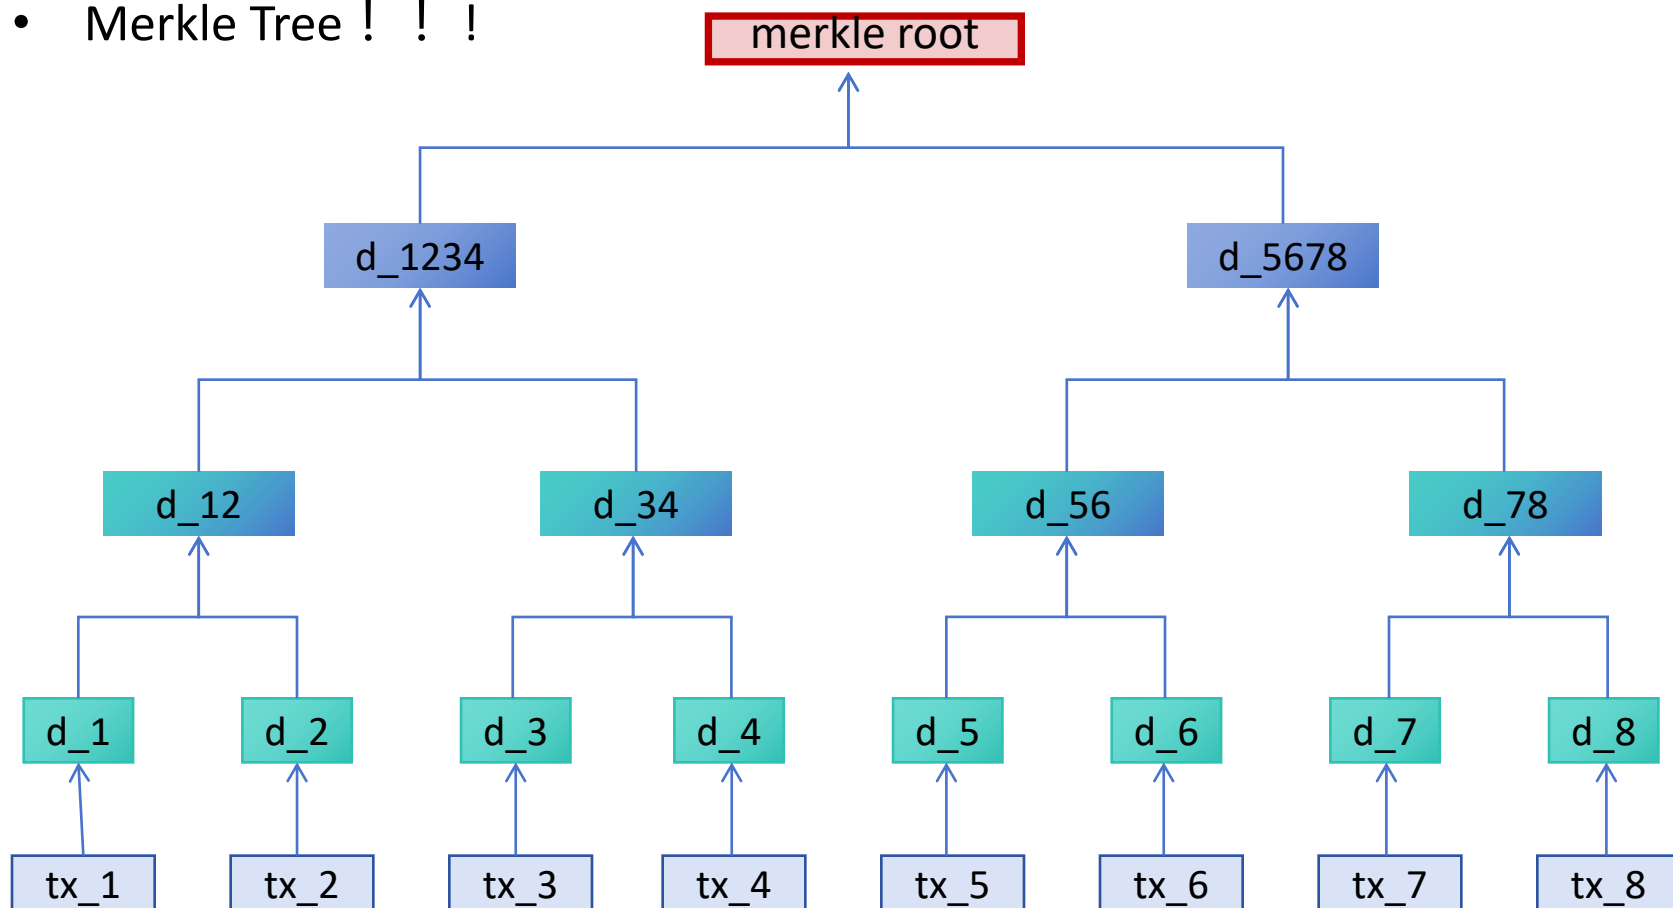 • Merkle Tree！！！
merkle root
d_1234 d_5678
d_12 d_34 d_56 d_78
d_1 d_2 d_3 d_4 d_5 d_6 d_7 d_8
tx_1 tx_2 tx_3 tx_4 tx_5 tx_6 tx_7 tx_8